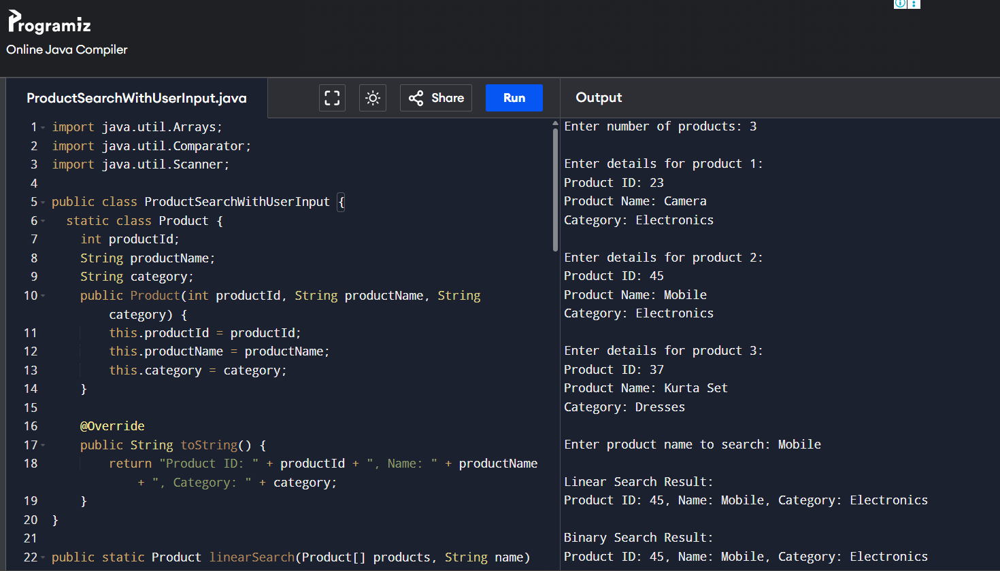 Programiz
Online Java Compiler
ProductSearchWithUserInput.java
Share
Run
Output
1 import java.util.Arrays;
2 import java.util.Comparator;
3 import java.util.Scanner;
4
5 public class ProductSearchWithUserInput {
6 static class Product {
7 int productId;
8 String productName;
9 String category;
10 public Product(int productId, String productName, String
category) {
11 this.productId = productId;
12 this.productName = productName;
13 this.category = category;
14 }
15
16 @Override
17 public String toString() {
18 return "Product ID: " + productId + ", Name: " + productName
+ ", Category: " + category;
19 }
20 }
21
22 public static Product linearSearch(Product[] products, String name)
Enter number of products: 3
Enter details for product 1:
Product ID: 23
Product Name: Camera
Category: Electronics
Enter details for product 2:
Product ID: 45
Product Name: Mobile
Category: Electronics
Enter details for product 3:
Product ID: 37
Product Name: Kurta Set
Category: Dresses
Enter product name to search: Mobile
Linear Search Result:
Product ID: 45, Name: Mobile, Category: Electronics
Binary Search Result:
Product ID: 45, Name: Mobile, Category: Electronics